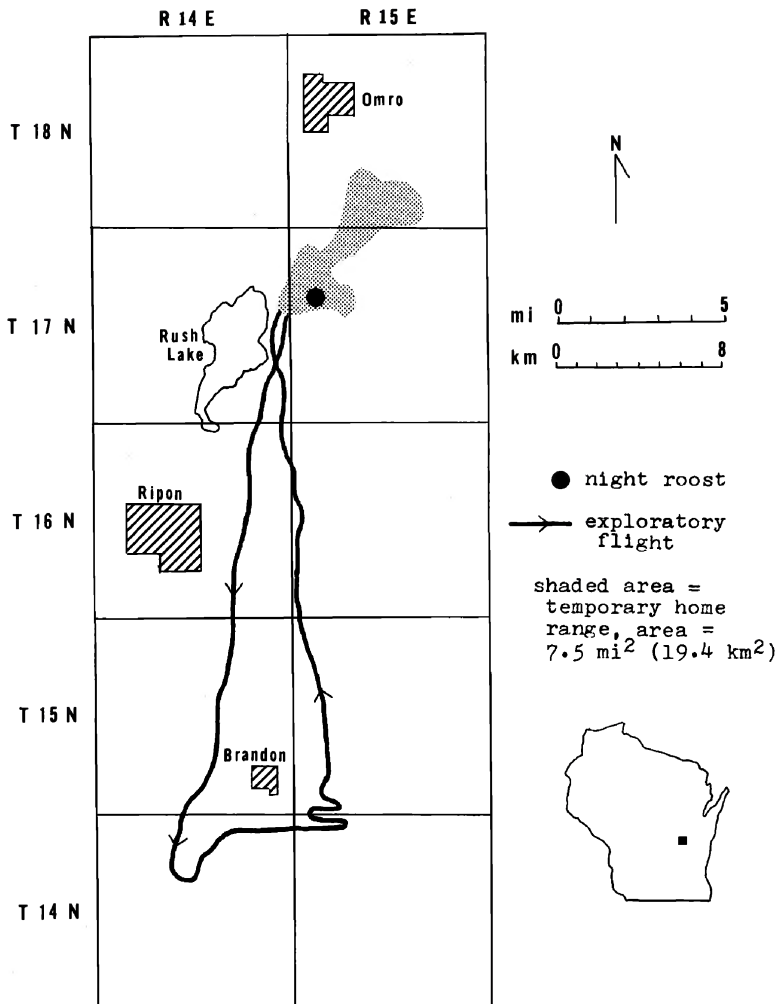 R 14 E
R 15 E
T 18 N
Omro
N
T 17 N
Rush
Lake
mi 0 5
km 0 8
Ripon
T 16 N
night roost
exploratory
flight
shaded area =
temporary home
range, area =
7.5 mi² (19.4 km²)
T 15 N
Brandon
T 14 N